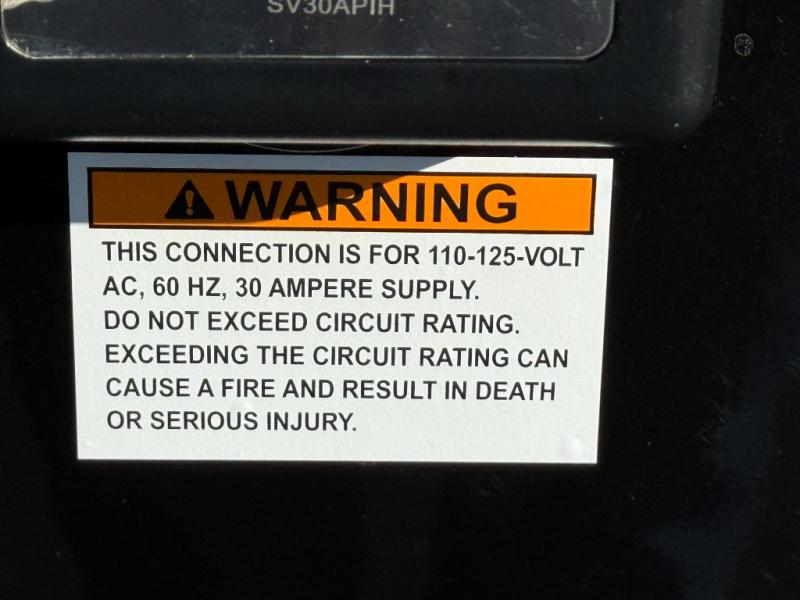 SV30APIH
WARNING
THIS CONNECTION IS FOR 110-125-VOLT
AC, 60 HZ, 30 AMPERE SUPPLY.
DO NOT EXCEED CIRCUIT RATING.
EXCEEDING THE CIRCUIT RATING CAN
CAUSE A FIRE AND RESULT IN DEATH
OR SERIOUS INJURY.